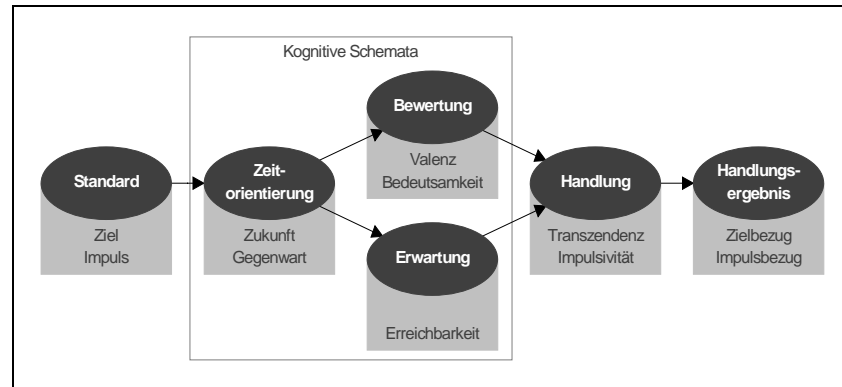 Kognitive Schemata
Standard
Ziel
Impuls
Zeit-
orientierung
Zukunft
Gegenwart
Bewertung
Valenz
Bedeutsamkeit
Erwartung
Erreichbarkeit
Handlung
Transzendenz
Impulsivität
Handlungs-
ergebnis
Zielbezug
Impulsbezug